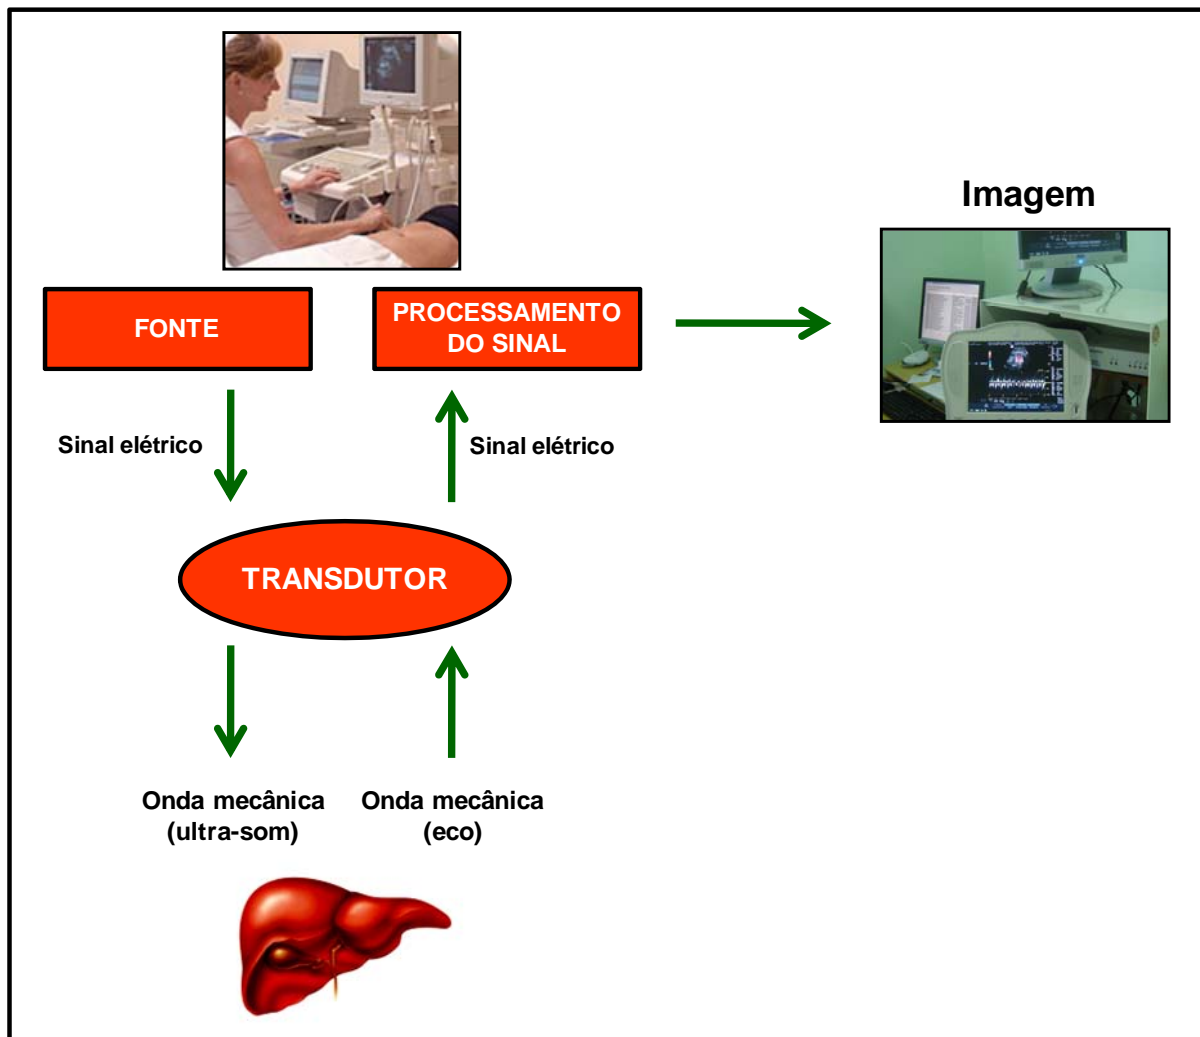 Imagem
FONTE
PROCESSAMENTO
DO SINAL
Sinal elétrico
Sinal elétrico
TRANSDUTOR
Onda mecânica
(ultra-som)
Onda mecânica
(eco)